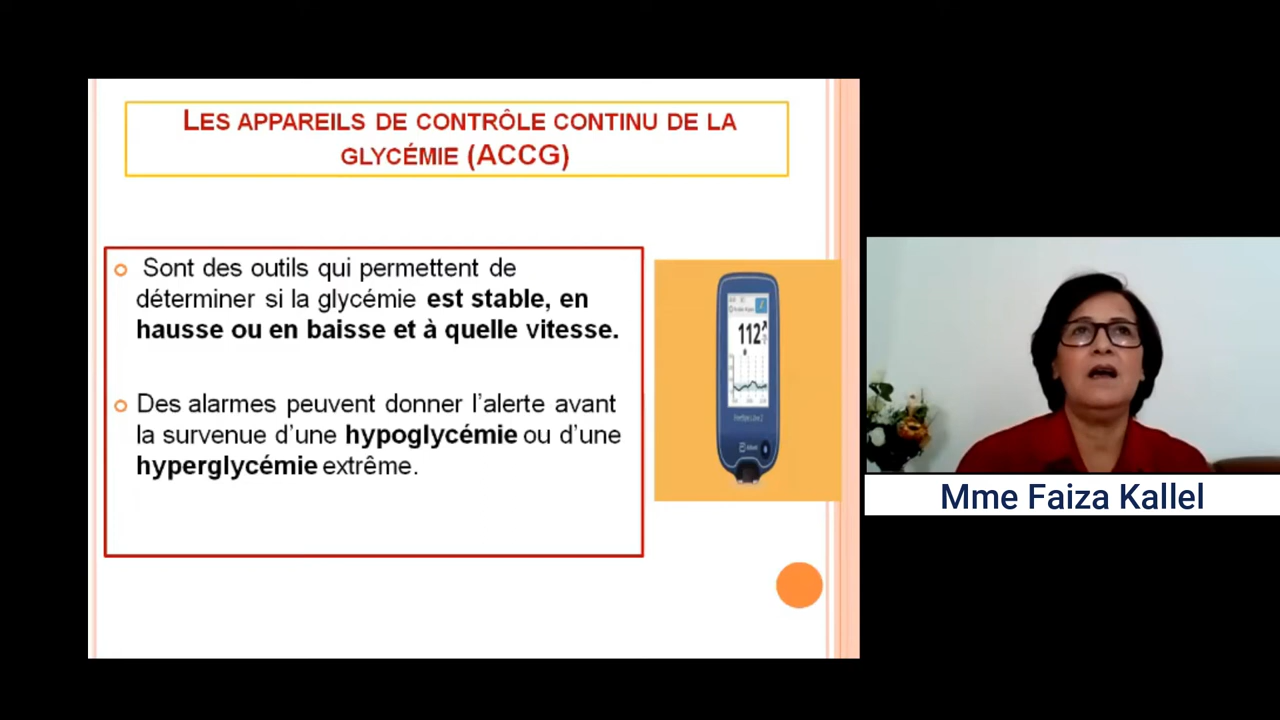 LES APPAREILS DE CONTRÔLE CONTINU DE LA
GLYCÉMIE (ACCG)
Sont des outils qui permettent de
déterminer si la glycémie est stable, en
hausse ou en baisse et à quelle vitesse.
Des alarmes peuvent donner l'alerte avant
la survenue d'une hypoglycémie ou d'une
hyperglycémie extrême.
112
Abbott
Mme Faiza Kallel